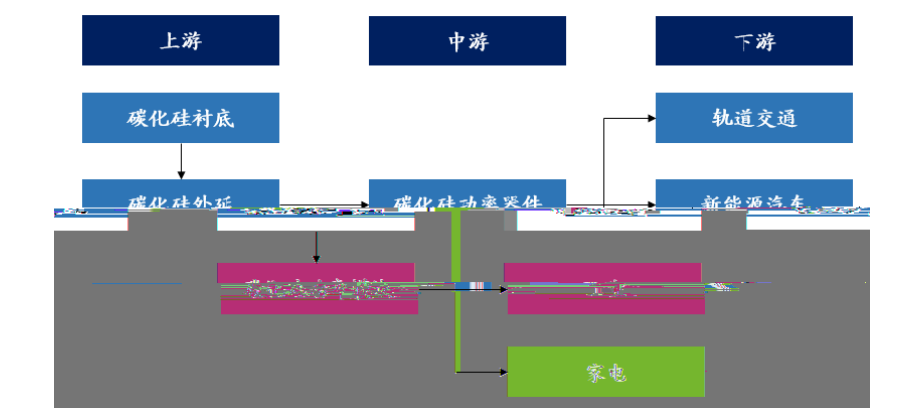 上游
中游
下游
碳化硅衬底
轨道交通
碳化硅外延
碳化硅功率器件
新能源汽车
家电